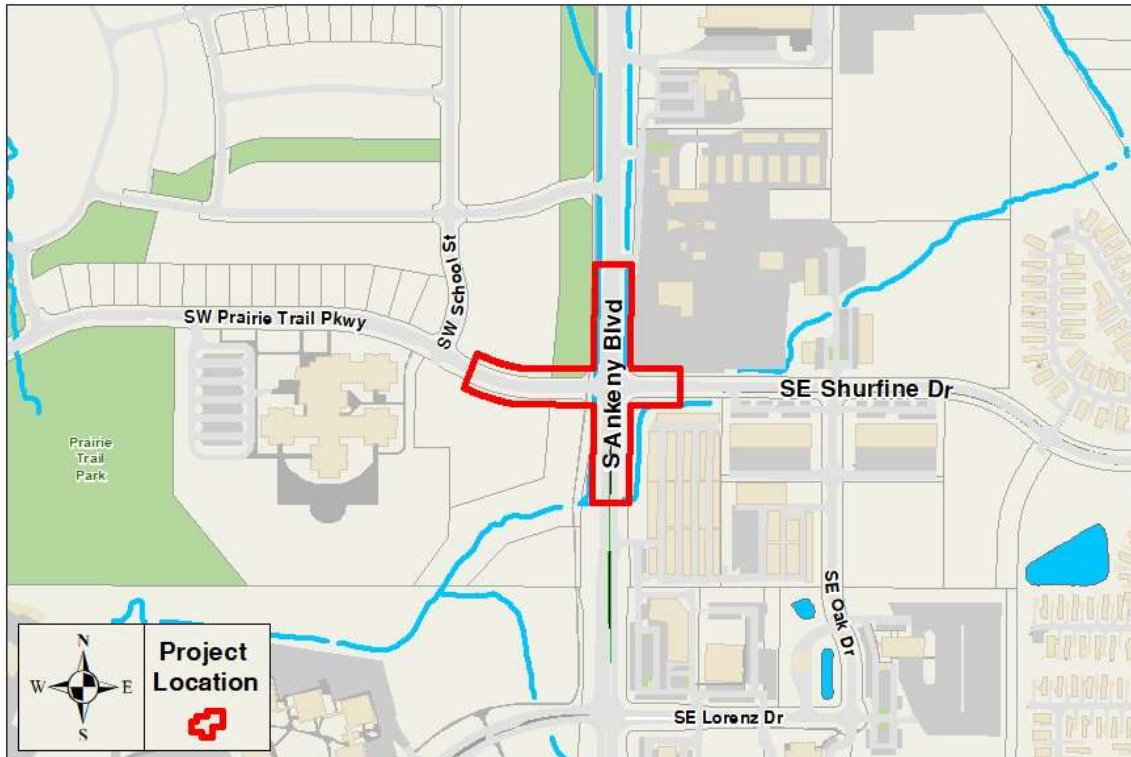 SW School St
SW Prairie Trail Pkwy
S Ankeny Blvd
SE Shurfine Dr
Prairie
Trail
Park
SE Oak Dr
SE Lorenz Dr
N
W
E
S
Project
Location